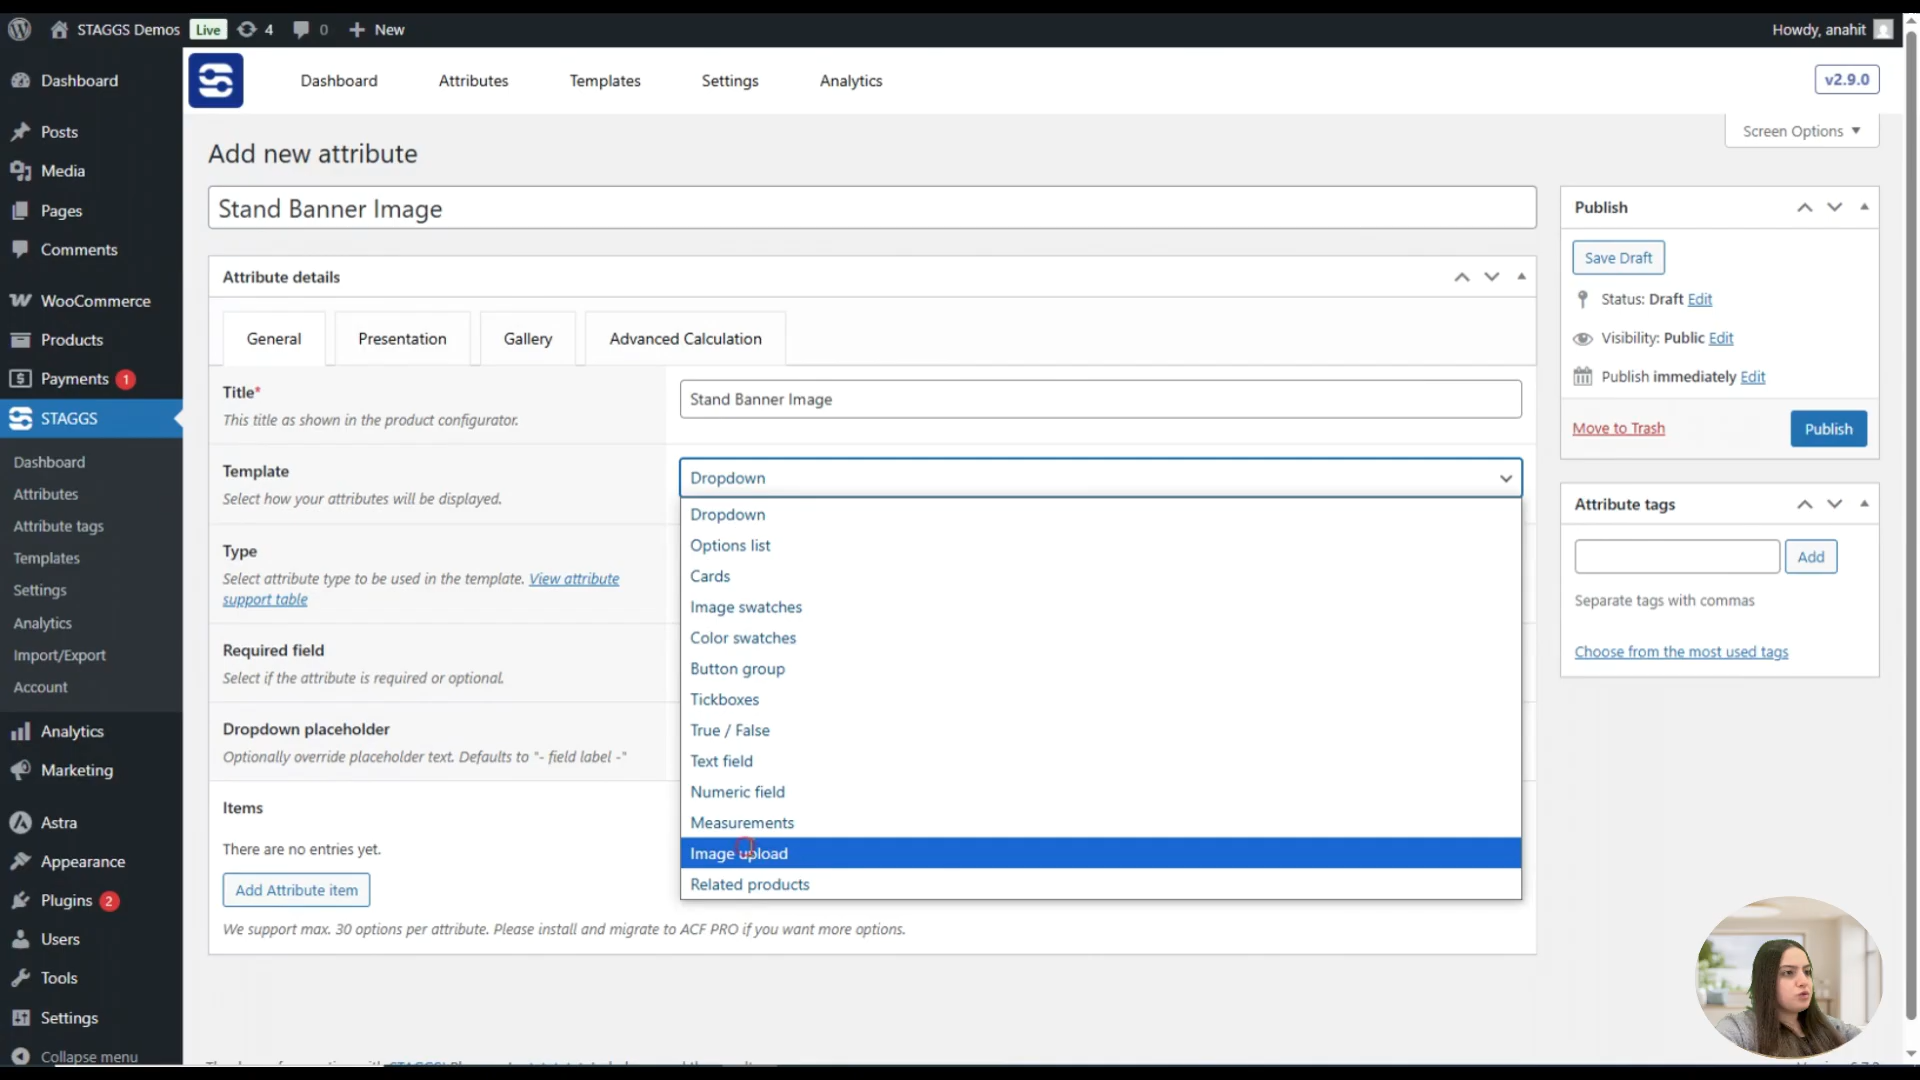 STAGGS Demos
Live
4
0
New
Howdy, anahit
Dashboard
Posts
Media
Pages
Comments
WooCommerce
Products
Payments 1
STAGGS
Dashboard
Attributes
Attribute tags
Templates
Settings
Analytics
Import/Export
Account
Analytics
Marketing
Astra
Appearance
Plugins 2
Users
Tools
Settings
Collapse menu
Dashboard
Attributes
Templates
Settings
Analytics
v2.9.0
Screen Options
Add new attribute
Stand Banner Image
Attribute details
General
Presentation
Gallery
Advanced Calculation
Title*
This title as shown in the product configurator.
Stand Banner Image
Template
Select how your attributes will be displayed.
Dropdown
Dropdown
Options list
Cards
Image swatches
Color swatches
Button group
Tickboxes
True / False
Text field
Numeric field
Measurements
Image upload
Related products
Type
Select attribute type to be used in the template. View attribute
support table
Required field
Select if the attribute is required or optional.
Dropdown placeholder
Optionally override placeholder text. Defaults to "- field label -"
Items
There are no entries yet.
Add Attribute item
We support max. 30 options per attribute. Please install and migrate to ACF PRO if you want more options.
Publish
Save Draft
Status: Draft Edit
Visibility: Public Edit
Publish immediately Edit
Move to Trash
Publish
Attribute tags
Add
Separate tags with commas
Choose from the most used tags